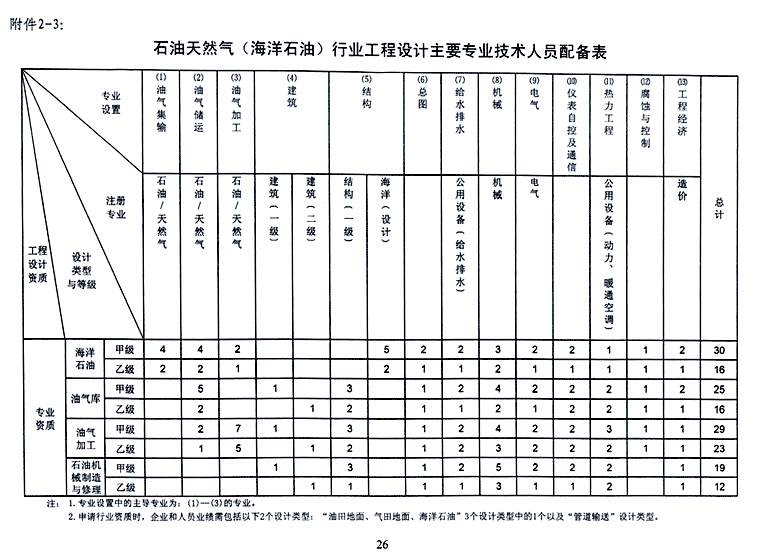 附件2-3:
石油天然气（海洋石油）行业工程设计主要专业技术人员配备表
专业
设置
注册
专业
设计
类型
与等级
工程
设计
资质
(1)油气集输
(2)油气储运
(3)油气加工
(4)建筑
(5)结构
(6)总图
(7)给水排水
(8)机械
(9)电气
(10)仪表自控及通信
(11)热力工程
(12)腐蚀与控制
(13)工程经济
总计
石油/天然气
石油/天然气
石油/天然气
建筑(一级)
建筑(二级)
结构(一级)
海洋(设计)
公用设备(给水排水)
机械
电气
公用设备(动力、暖通空调)
造价
专业
资质
海洋
石油
甲级 4 4 2 5 2 2 3 2 2 1 1 2 30
乙级 2 2 1 2 1 1 2 1 1 1 1 1 16
油气库
甲级 5 1 3 1 2 4 2 2 2 1 2 25
乙级 2 1 2 1 1 2 1 2 2 1 1 16
油气
加工
甲级 2 7 1 3 1 2 4 2 2 3 1 1 29
乙级 1 5 1 2 1 2 3 2 2 2 1 1 23
石油机
械制造
与修理
甲级 1 3 1 2 5 2 2 2 1 19
乙级 1 1 1 1 3 1 1 2 1 12
注: 1.专业设置中的主导专业为:(1)—(3)的专业。
2.申请行业资质时，企业和人员业绩需包括以下2个设计类型：“油田地面、气田地面、海洋石油”3个设计类型中的1个以及“管道输送”设计类型。
26